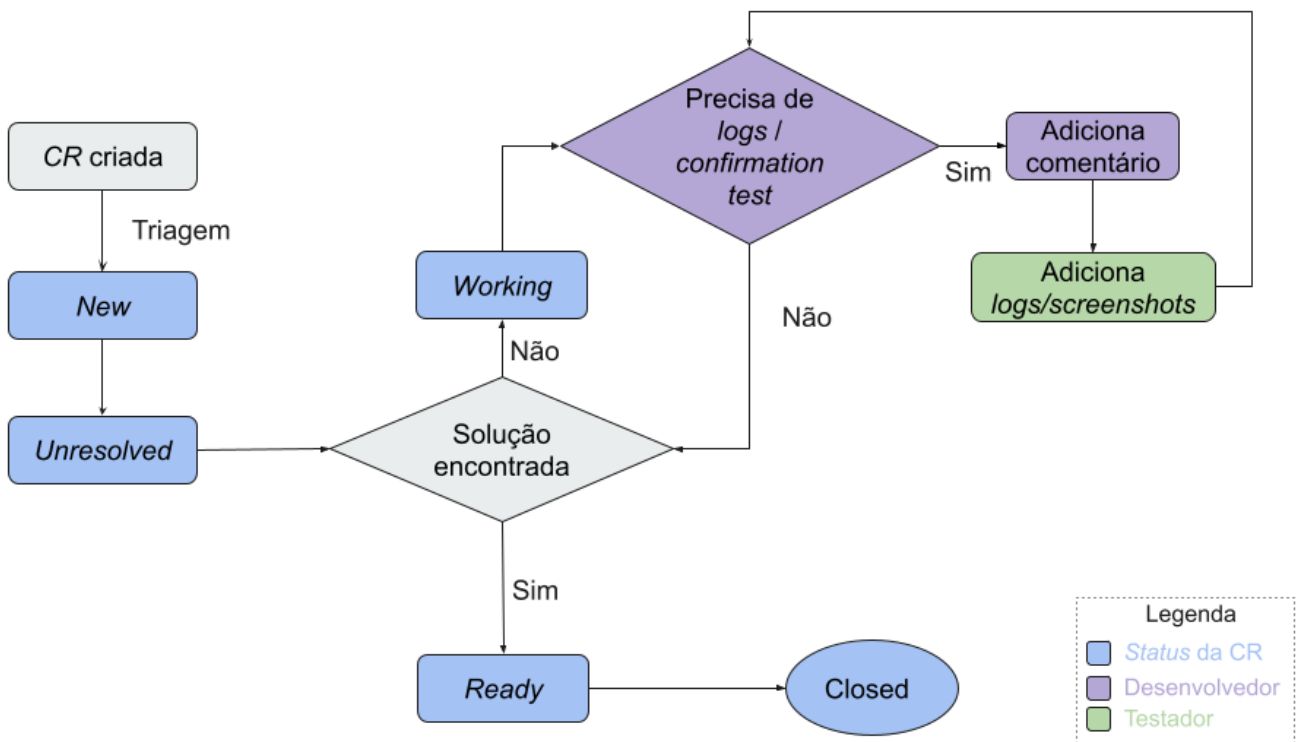 CR criada
Triagem
New
Unresolved
Solução
encontrada
Não
Working
Precisa de
logs /
confirmation
test
Sim
Adiciona
comentário
Adiciona
logs/screenshots
Não
Sim
Ready
Closed
Legenda
Status da CR
Desenvolvedor
Testador